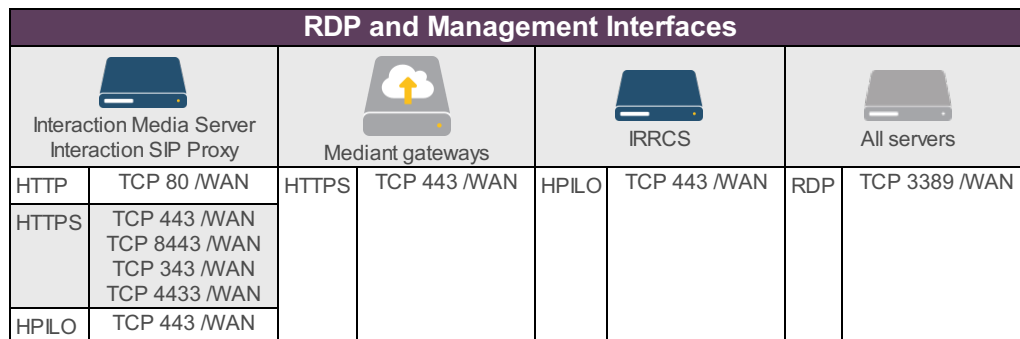 RDP and Management Interfaces
Interaction Media Server
Interaction SIP Proxy
Mediant gateways
IRRCS
All servers
HTTP TCP 80 /WAN
HTTPS TCP 443 /WAN
TCP 8443 /WAN
TCP 343 /WAN
TCP 4433 /WAN
HPILO TCP 443 /WAN
HTTPS TCP 443 /WAN
HPILO TCP 443 /WAN
RDP TCP 3389 /WAN